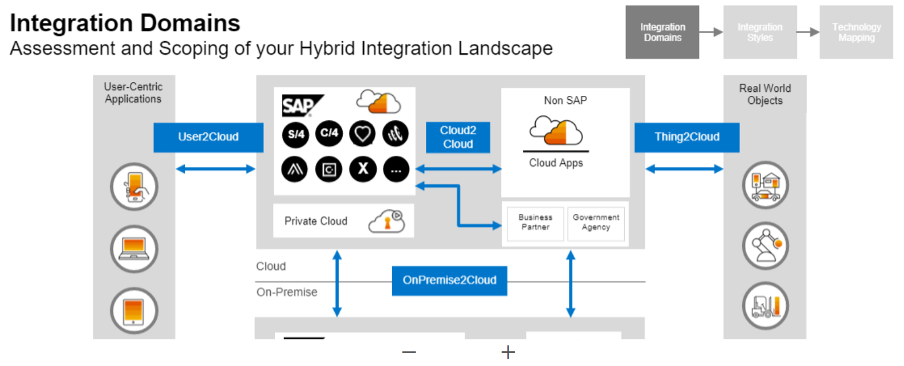 Integration Domains
Assessment and Scoping of your Hybrid Integration Landscape
Integration
Domains
Integration
Styles
Technology
Mapping
User-Centric
Applications
User2Cloud
SAP
S/4
C/4
C
X
...
Private Cloud
Cloud2
Cloud
Non SAP
Cloud Apps
Business
Partner
Government
Agency
Thing2Cloud
Real World
Objects
Cloud
On-Premise
OnPremise2Cloud